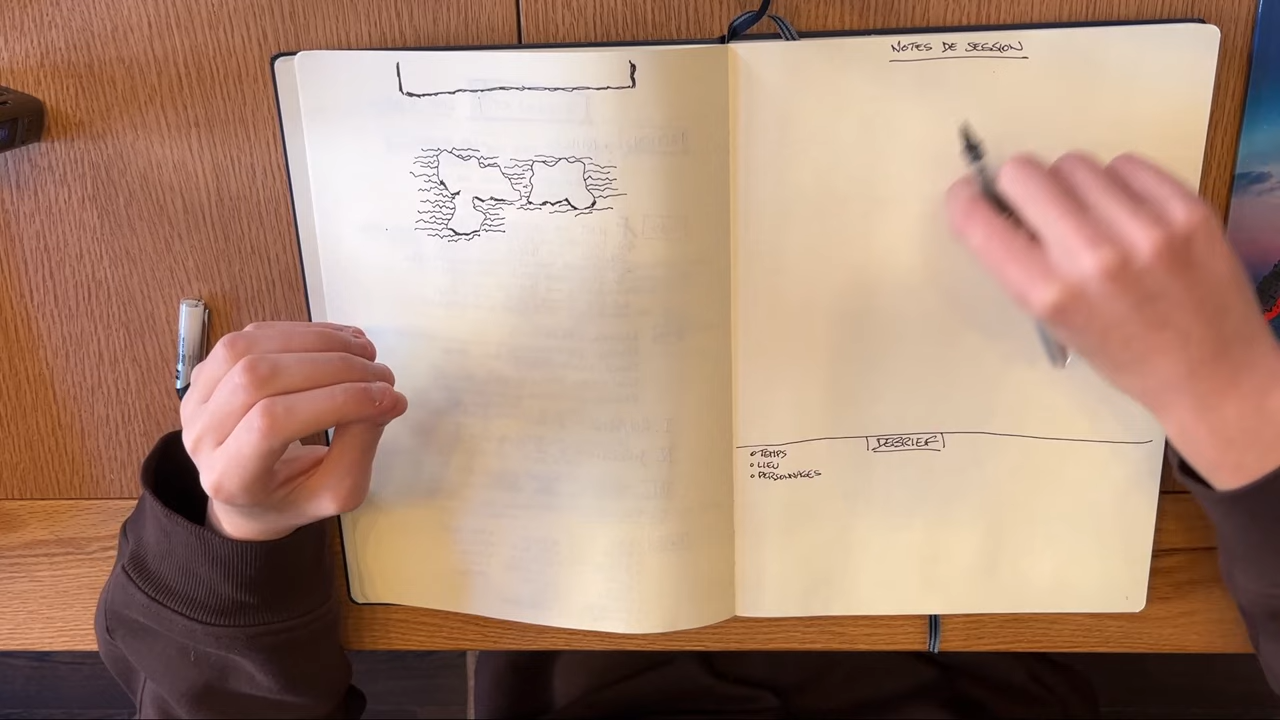 NOTES DE SESSION
DEBRIEF
TEMPS
LIEU
PERSONNAGES